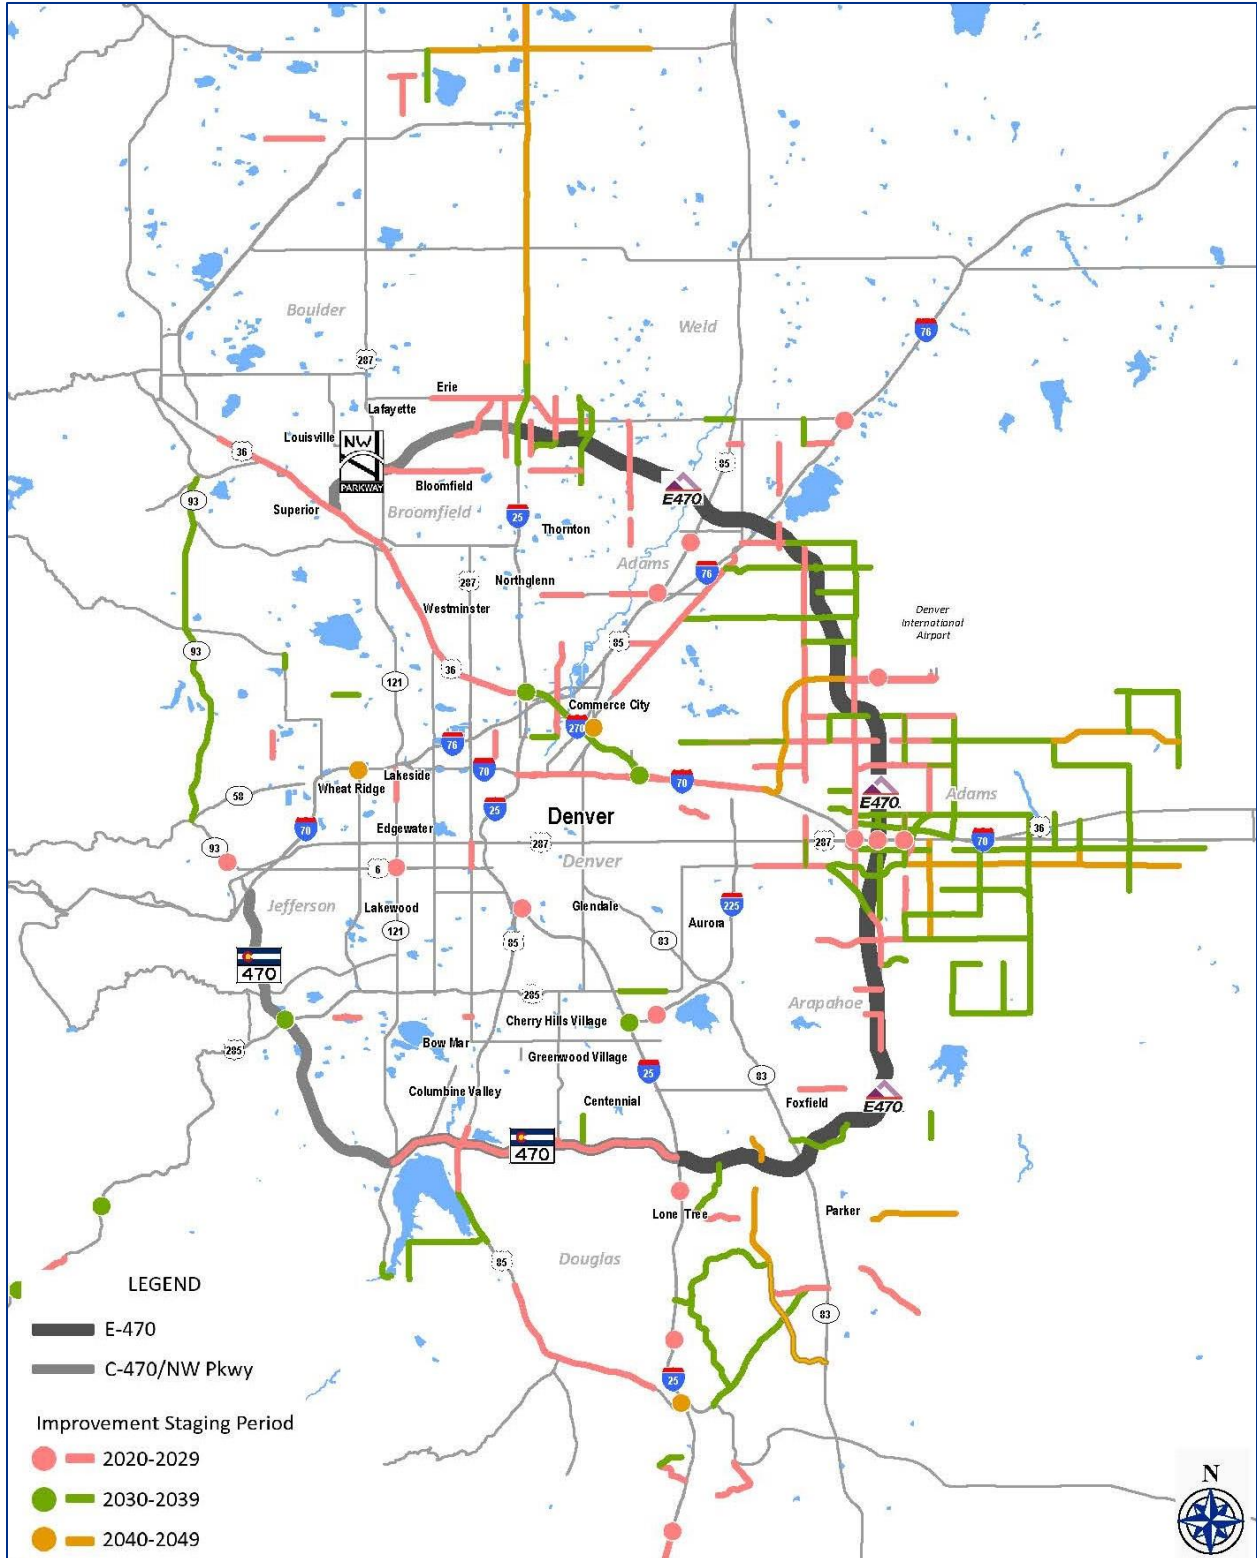 Boulder
Weld
76
287
Erie
Lafayette
Louisville
NW
PARKWAY
36
85
93
Bloomfield
E470
Superior
Broomfield
25
Thornton
Adams
76
287
Northglenn
Westminster
Denver
International
Airport
93
85
36
121
Commerce City
270
76
70
Lakeside
Wheat Ridge
70
58
25
E470
Adams
Denver
Edgewater
70
36
93
287
Denver
287
70
6
Jefferson
Lakewood
Glendale
225
Aurora
121
85
83
470
285
Arapahoe
Cherry Hills Village
285
Bow Mar
Greenwood Village
25
83
Columbine Valley
Centennial
Foxfield
E470
470
Lone Tree
Parker
85
Douglas
LEGEND
83
E-470
C-470/NW Pkwy
25
Improvement Staging Period
2020-2029
N
2030-2039
2040-2049